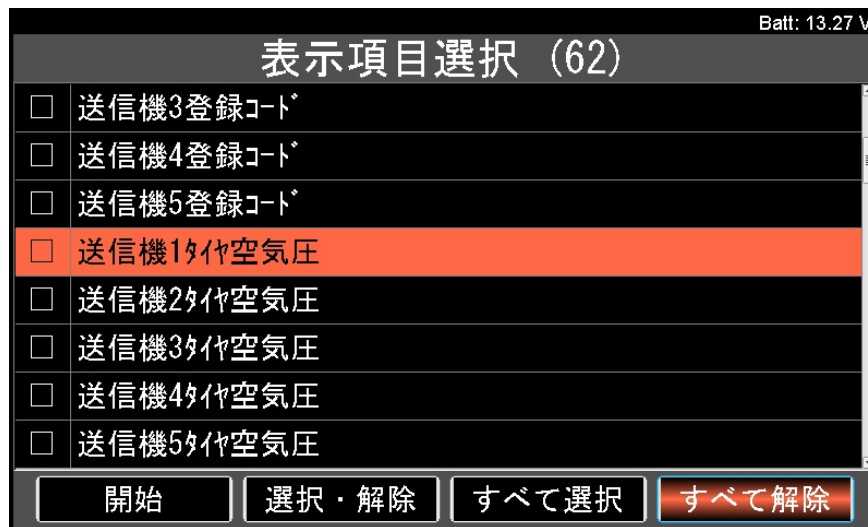 Batt: 13.27 V
表示項目選択 (62)
送信機3登録ｺｰﾄﾞ
送信機4登録ｺｰﾄﾞ
送信機5登録ｺｰﾄﾞ
送信機1ﾀｲﾔ空気圧
送信機2ﾀｲﾔ空気圧
送信機3ﾀｲﾔ空気圧
送信機4ﾀｲﾔ空気圧
送信機5ﾀｲﾔ空気圧
開始 選択・解除 すべて選択 すべて解除